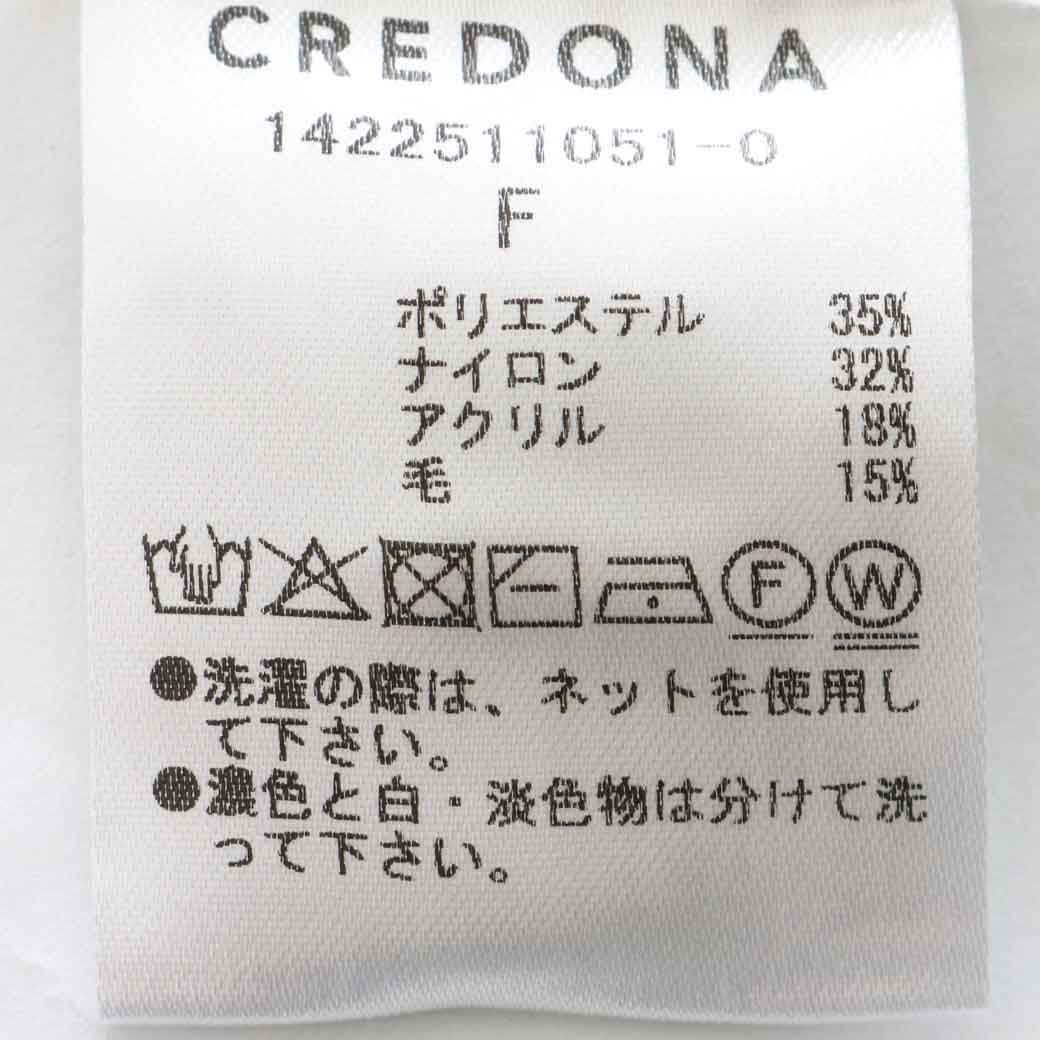 CREDONA
1422511051-0
F
ポリエステル 35%
ナイロン 32%
アクリル 18%
毛 15%
F W
●洗濯の際は、ネットを使用し
て下さい。
●濃色と白・淡色物は分けて洗
って下さい。